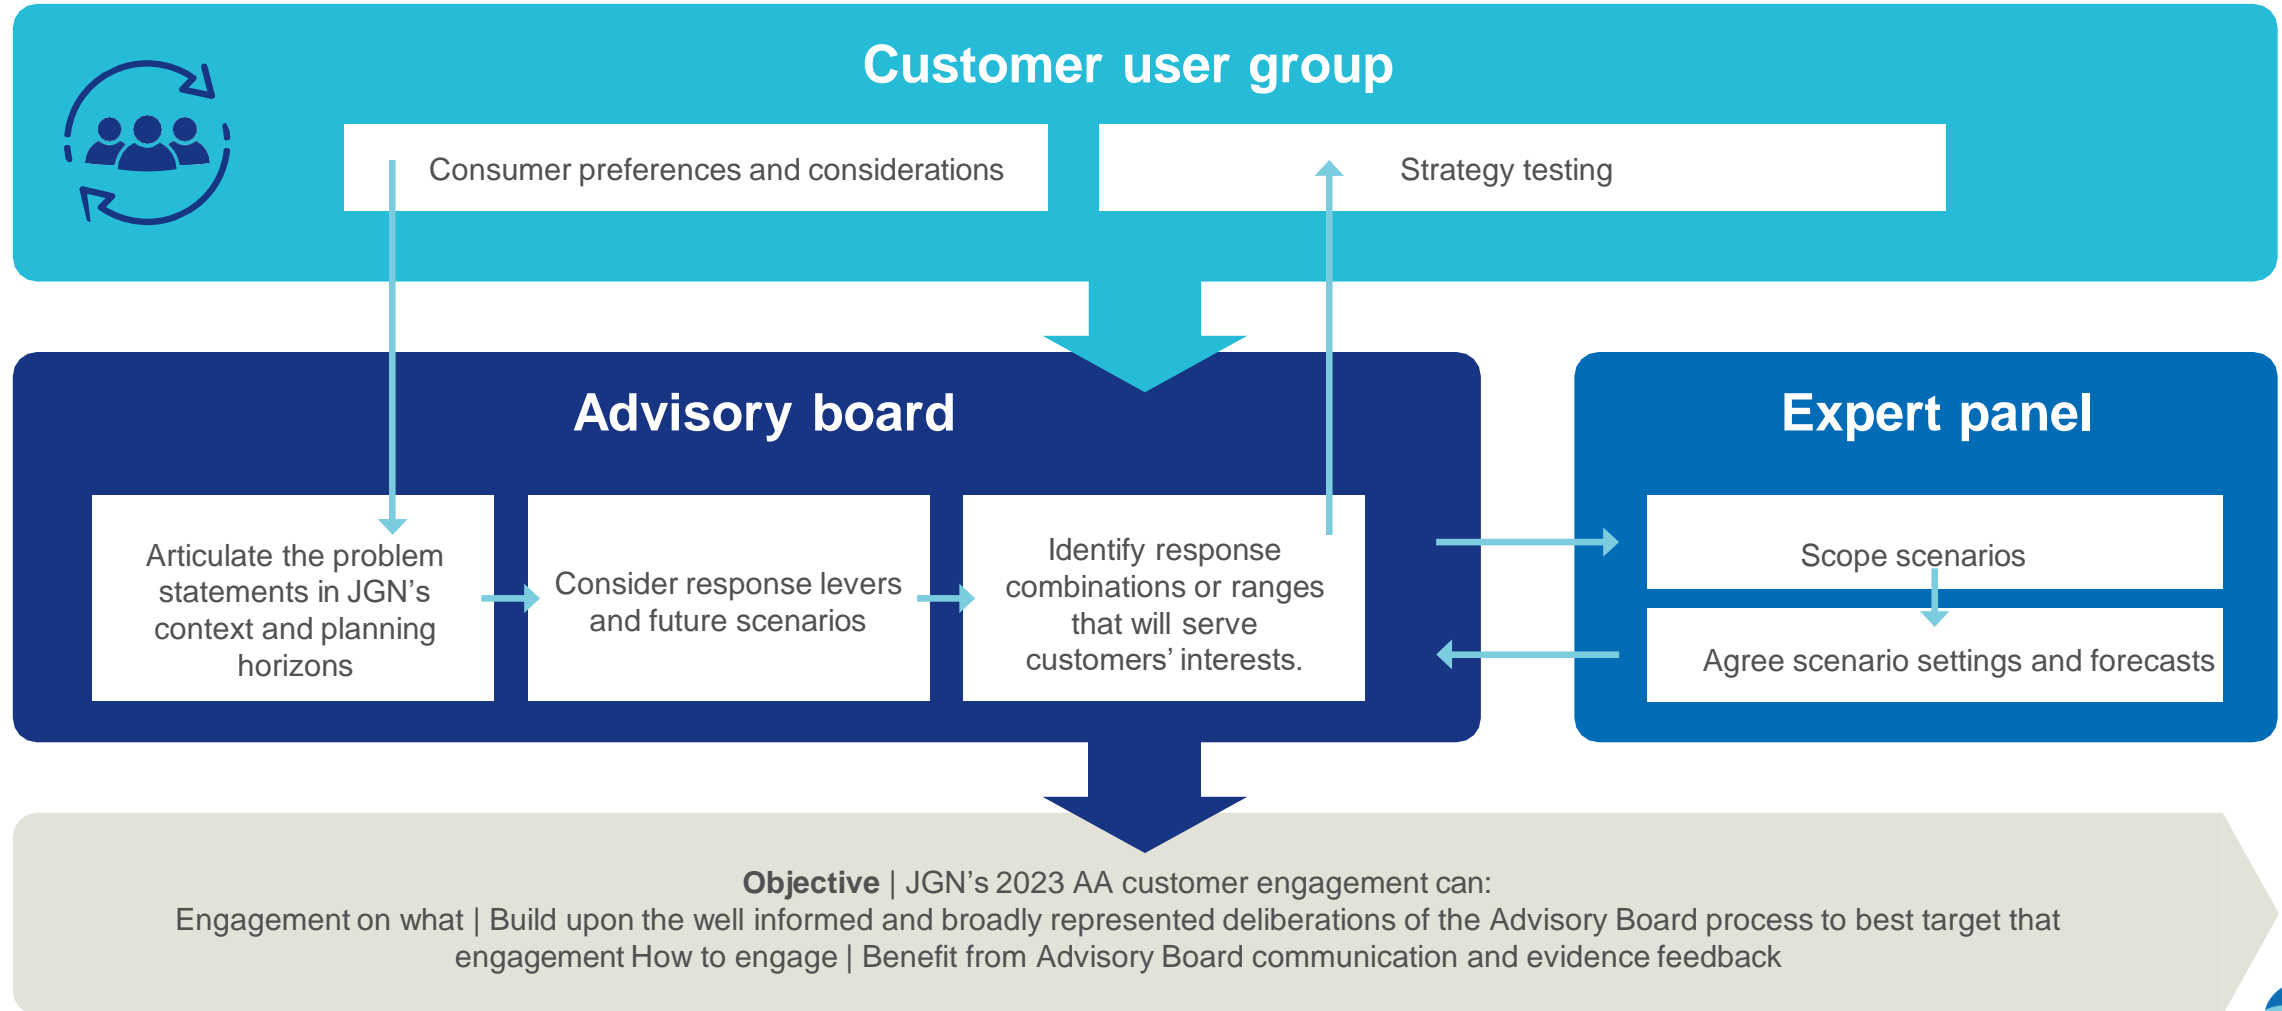 Customer user group
Consumer preferences and considerations
Strategy testing
Advisory board
Articulate the problem
statements in JGN’s
context and planning
horizons
Consider response levers
and future scenarios
Identify response
combinations or ranges
that will serve
customers’ interests.
Expert panel
Scope scenarios
Agree scenario settings and forecasts
Objective | JGN’s 2023 AA customer engagement can:
Engagement on what | Build upon the well informed and broadly represented deliberations of the Advisory Board process to best target that
engagement How to engage | Benefit from Advisory Board communication and evidence feedback